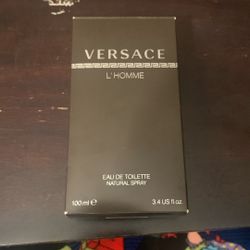 VERSACE
L'HOMME
EAU DE TOILETTE
NATURAL SPRAY
100 ml ℮ 3.4 US fl.oz.